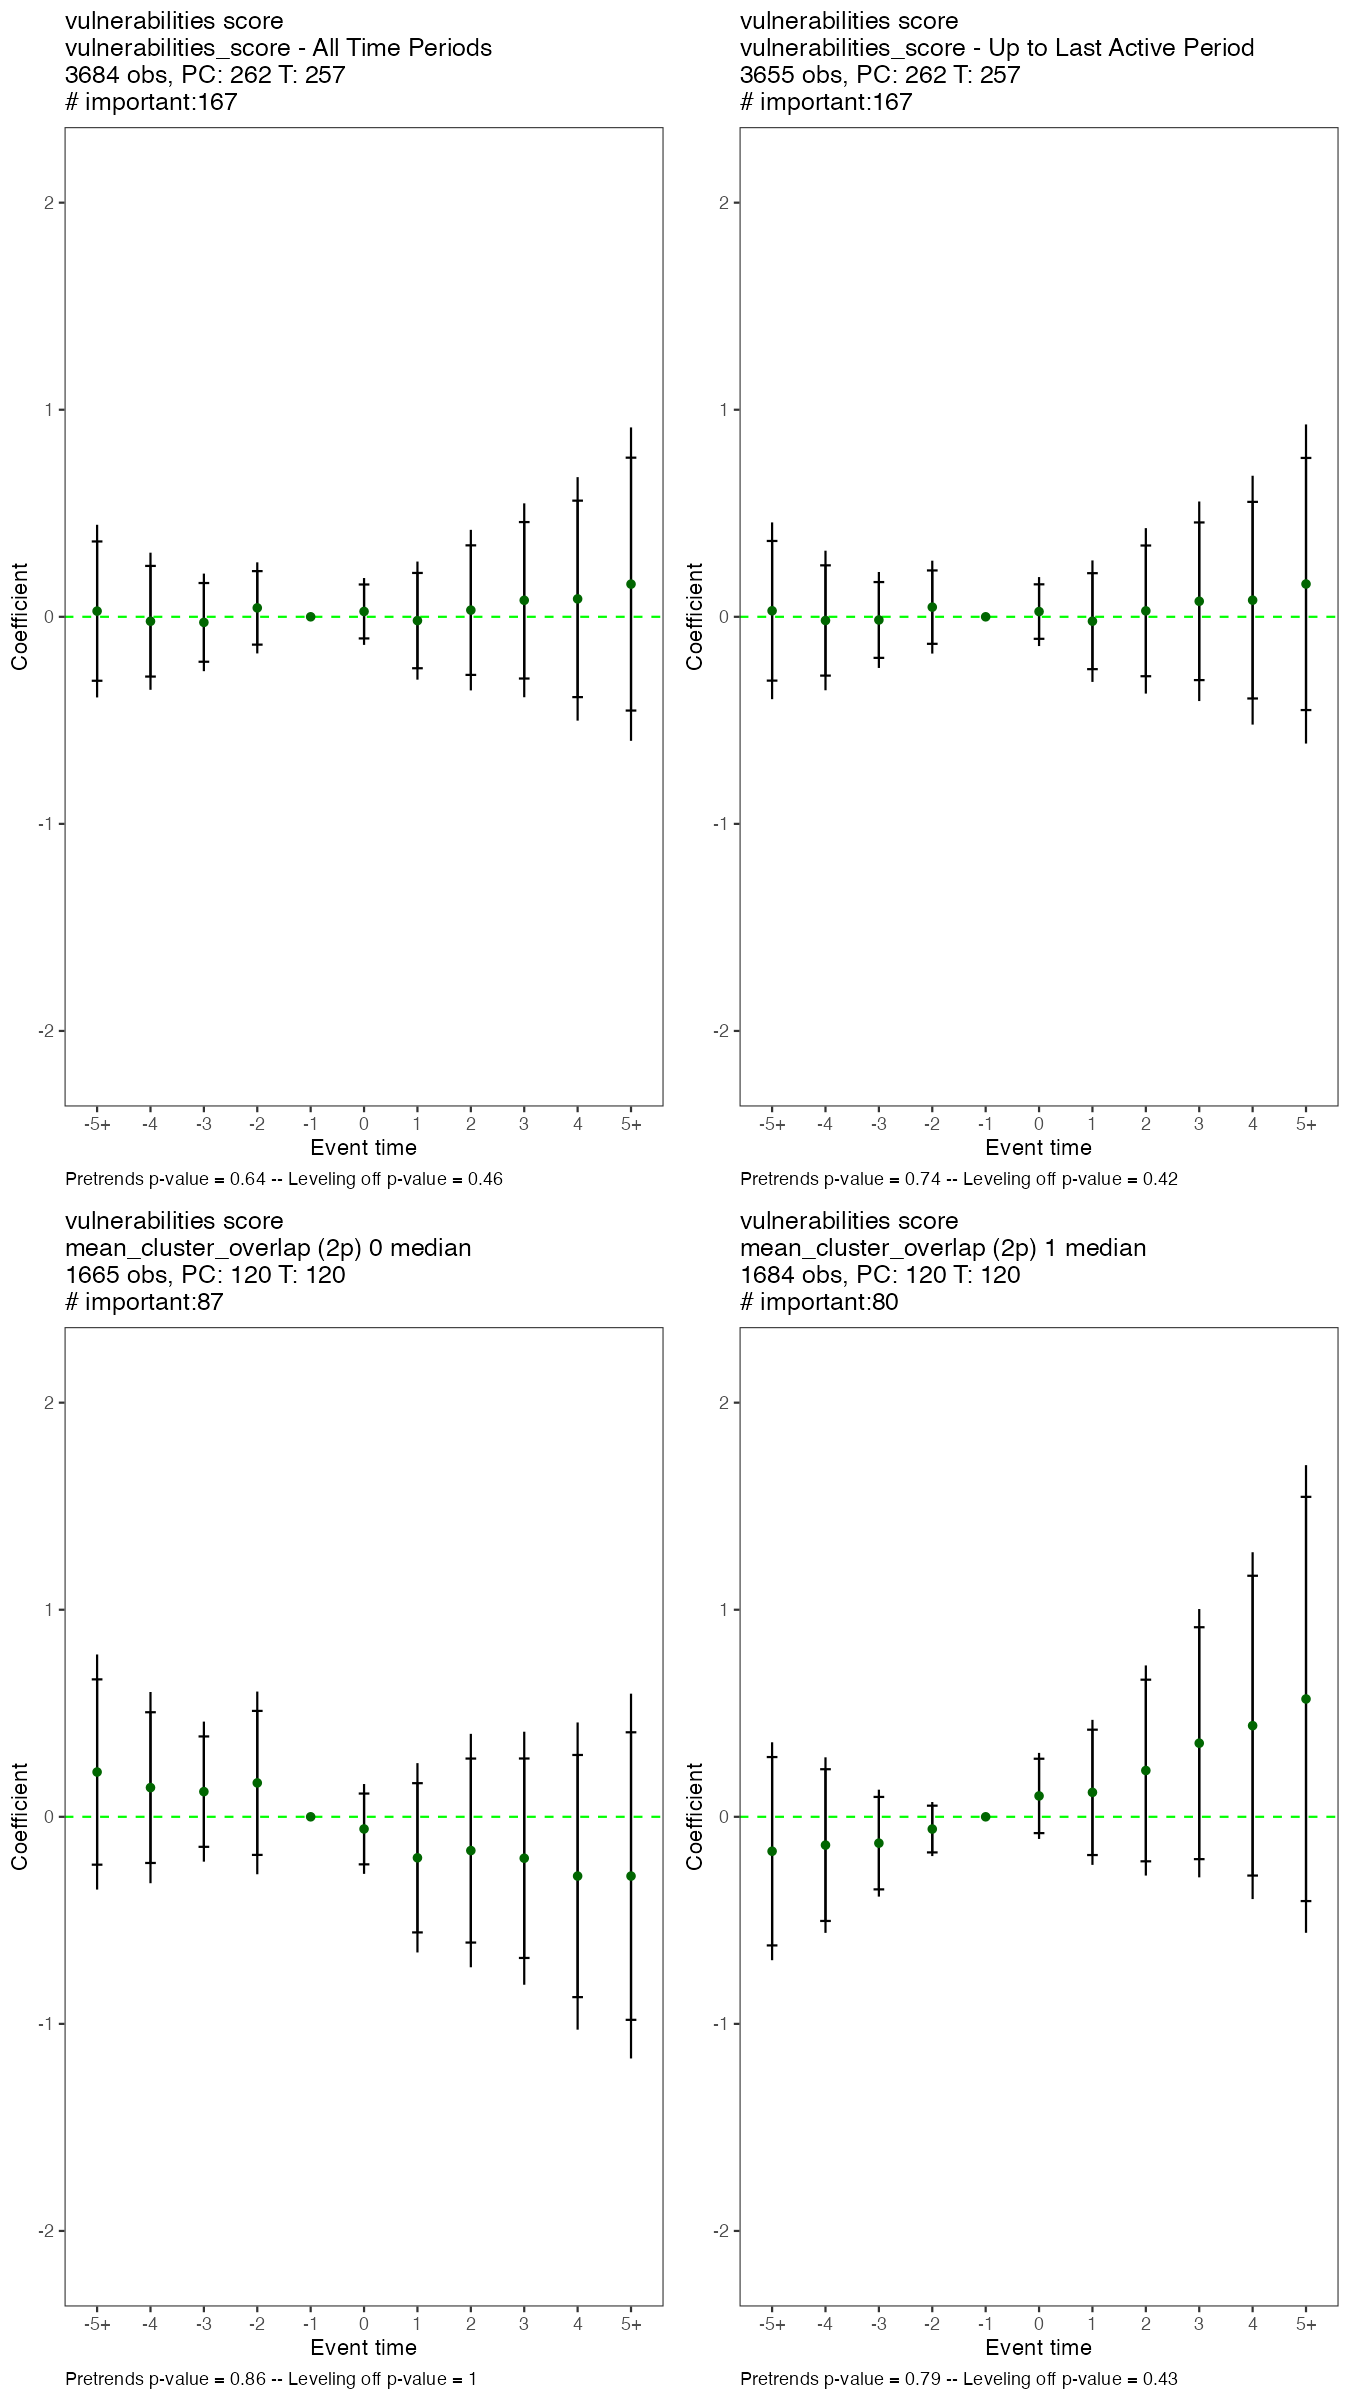 vulnerabilities score
vulnerabilities_score - All Time Periods
3684 obs, PC: 262 T: 257
# important:167
2
1
0
-1
-2
Coefficient
-5+ -4 -3 -2 -1 0 1 2 3 4 5+
Event time
Pretrends p-value = 0.64 -- Leveling off p-value = 0.46
vulnerabilities score
vulnerabilities_score - Up to Last Active Period
3655 obs, PC: 262 T: 257
# important:167
2
1
0
-1
-2
Coefficient
-5+ -4 -3 -2 -1 0 1 2 3 4 5+
Event time
Pretrends p-value = 0.74 -- Leveling off p-value = 0.42
vulnerabilities score
mean_cluster_overlap (2p) 0 median
1665 obs, PC: 120 T: 120
# important:87
2
1
0
-1
-2
Coefficient
-5+ -4 -3 -2 -1 0 1 2 3 4 5+
Event time
Pretrends p-value = 0.86 -- Leveling off p-value = 1
vulnerabilities score
mean_cluster_overlap (2p) 1 median
1684 obs, PC: 120 T: 120
# important:80
2
1
0
-1
-2
Coefficient
-5+ -4 -3 -2 -1 0 1 2 3 4 5+
Event time
Pretrends p-value = 0.79 -- Leveling off p-value = 0.43